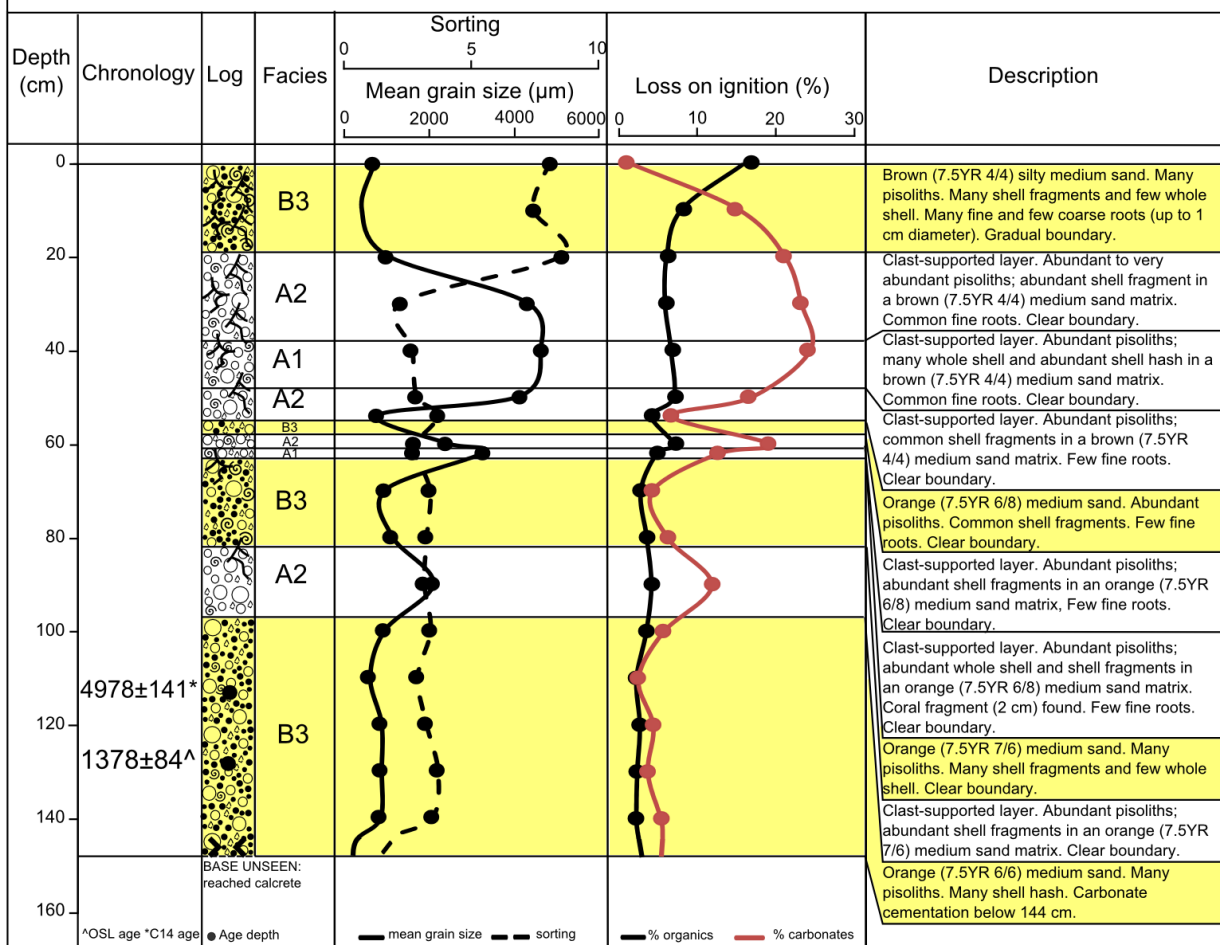 Sorting
0 5 10
Depth
(cm)
Chronology
Log
Facies
Mean grain size (µm)
0 2000 4000 6000
Loss on ignition (%)
0 10 20 30
Description
0
20
40
60
80
100
120
140
160
4978±141*
1378±84^
B3
A2
A1
A2
B3
A2
A1
B3
A2
B3
BASE UNSEEN:
reached calcrete
Brown (7.5YR 4/4) silty medium sand. Many
pisoliths. Many shell fragments and few whole
shell. Many fine and few coarse roots (up to 1
cm diameter). Gradual boundary.
Clast-supported layer. Abundant to very
abundant pisoliths; abundant shell fragment in
a brown (7.5YR 4/4) medium sand matrix.
Common fine roots. Clear boundary.
Clast-supported layer. Abundant pisoliths;
many whole shell and abundant shell hash in a
brown (7.5YR 4/4) medium sand matrix.
Common fine roots. Clear boundary.
Clast-supported layer. Abundant pisoliths;
common shell fragments in a brown (7.5YR
4/4) medium sand matrix. Few fine roots.
Clear boundary.
Orange (7.5YR 6/8) medium sand. Abundant
pisoliths. Common shell fragments. Few fine
roots. Clear boundary.
Clast-supported layer. Abundant pisoliths;
abundant shell fragments in an orange (7.5YR
6/8) medium sand matrix, Few fine roots.
Clear boundary.
Clast-supported layer. Abundant pisoliths;
abundant whole shell and shell fragments in
an orange (7.5YR 6/8) medium sand matrix.
Coral fragment (2 cm) found. Few fine roots.
Clear boundary.
Orange (7.5YR 7/6) medium sand. Many
pisoliths. Many shell fragments and few whole
shell. Clear boundary.
Clast-supported layer. Abundant pisoliths;
abundant shell fragments in an orange (7.5YR
7/6) medium sand matrix. Clear boundary.
Orange (7.5YR 6/6) medium sand. Many
pisoliths. Many shell hash. Carbonate
cementation below 144 cm.
^OSL age *C14 age
Age depth
mean grain size
sorting
% organics
% carbonates